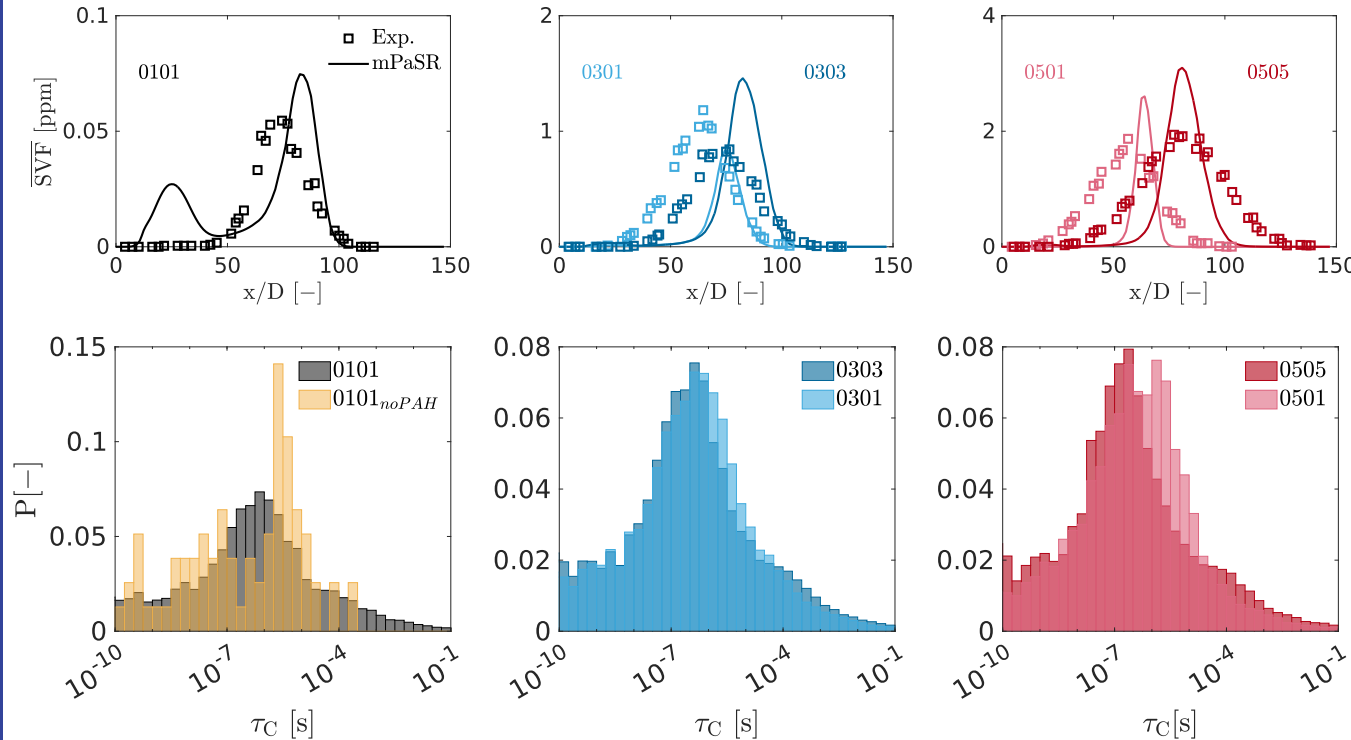 0.1
0.05
0
SVF [ppm]
0101
Exp.
mPaSR
0 50 100 150
x/D [−]
2
1
0
0301
0303
0 50 100 150
x/D [−]
4
2
0
0501
0505
0 50 100 150
x/D [−]
0.15
0.1
0.05
0
P[−]
0101
0101noPAH
10-10 10-7 10-4 10-1
τC [s]
0.08
0.06
0.04
0.02
0
0303
0301
10-10 10-7 10-4 10-1
τC [s]
0.08
0.06
0.04
0.02
0
0505
0501
10-10 10-7 10-4 10-1
τC[s]